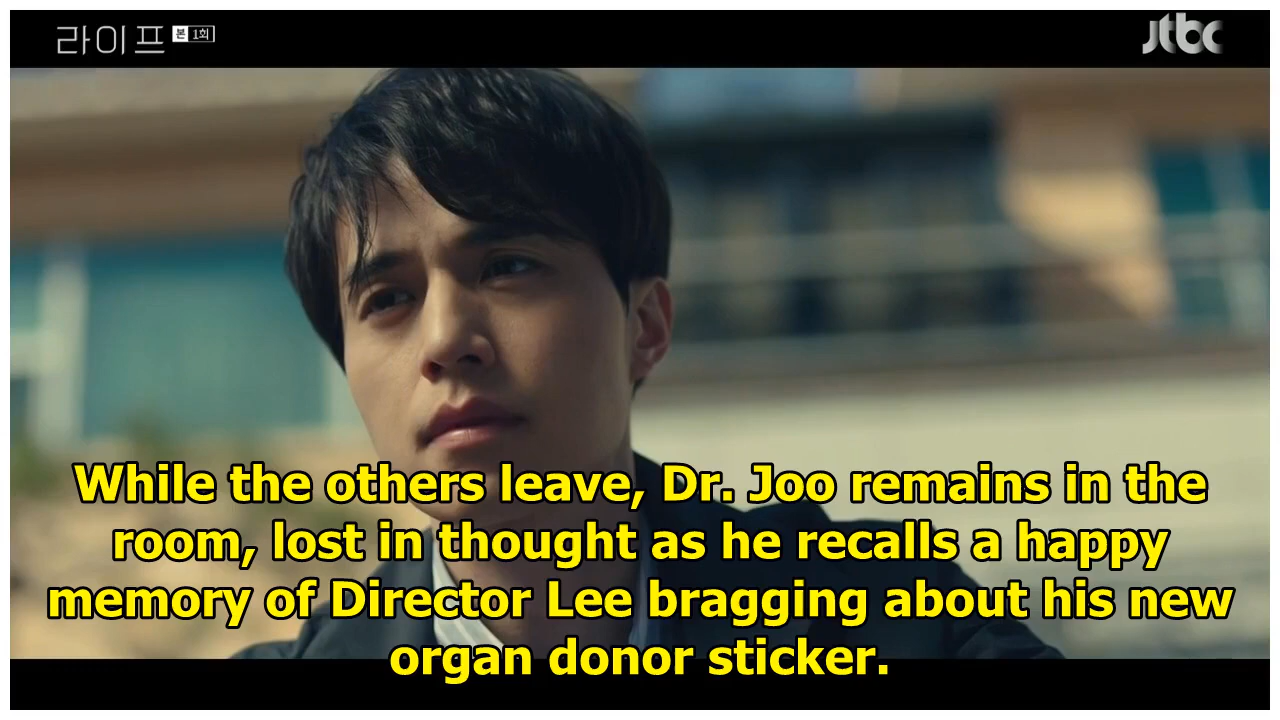 라이프 본 1회
jtbc
While the others leave, Dr. Joo remains in the
room, lost in thought as he recalls a happy
memory of Director Lee bragging about his new
organ donor sticker.